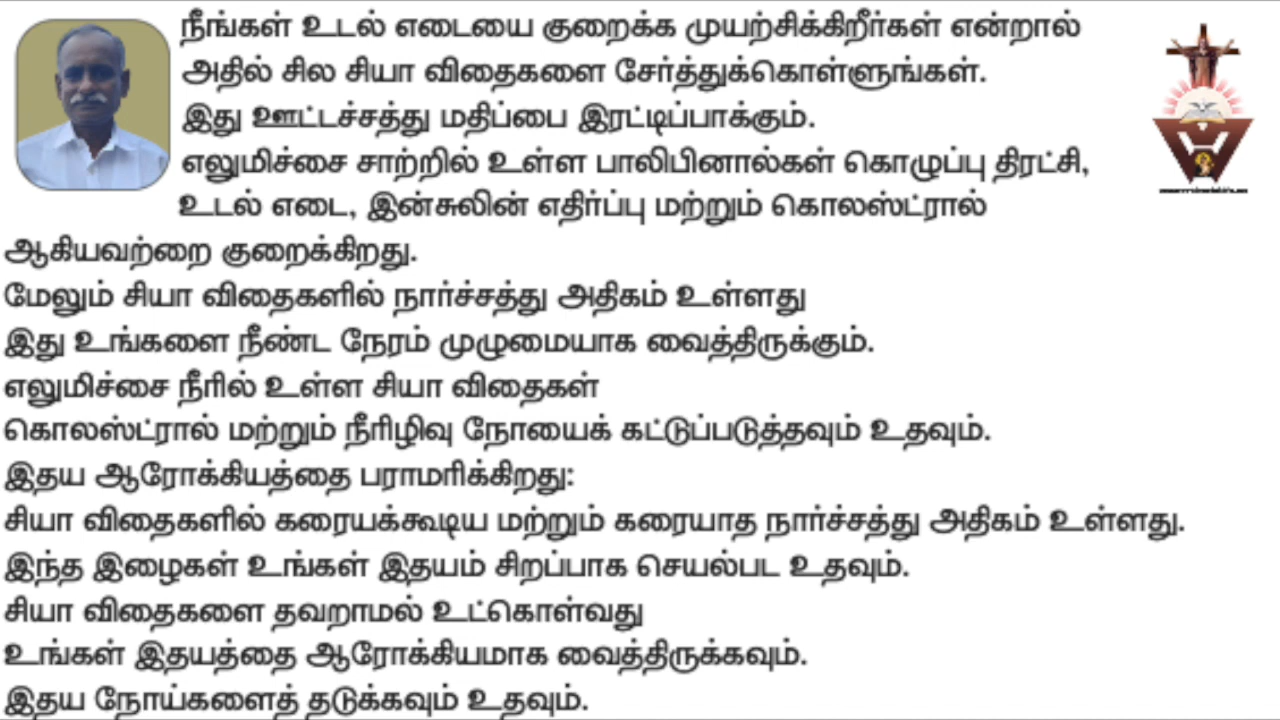 நீங்கள் உடல் எடையை குறைக்க முயற்சிக்கிறீர்கள் என்றால்
அதில் சில சியா விதைகளை சேர்த்துக்கொள்ளுங்கள்.
இது ஊட்டச்சத்து மதிப்பை இரட்டிப்பாக்கும்.
எலுமிச்சை சாற்றில் உள்ள பாலிபினால்கள் கொழுப்பு திரட்சி,
உடல் எடை, இன்சுலின் எதிர்ப்பு மற்றும் கொலஸ்ட்ரால்
ஆகியவற்றை குறைக்கிறது.
மேலும் சியா விதைகளில் நார்ச்சத்து அதிகம் உள்ளது
இது உங்களை நீண்ட நேரம் முழுமையாக வைத்திருக்கும்.
எலுமிச்சை நீரில் உள்ள சியா விதைகள்
கொலஸ்ட்ரால் மற்றும் நீரிழிவு நோயைக் கட்டுப்படுத்தவும் உதவும்.
இதய ஆரோக்கியத்தை பராமரிக்கிறது:
சியா விதைகளில் கரையக்கூடிய மற்றும் கரையாத நார்ச்சத்து அதிகம் உள்ளது.
இந்த இழைகள் உங்கள் இதயம் சிறப்பாக செயல்பட உதவும்.
சியா விதைகளை தவறாமல் உட்கொள்வது
உங்கள் இதயத்தை ஆரோக்கியமாக வைத்திருக்கவும்.
இதய நோய்களைத் தடுக்கவும் உதவும்.